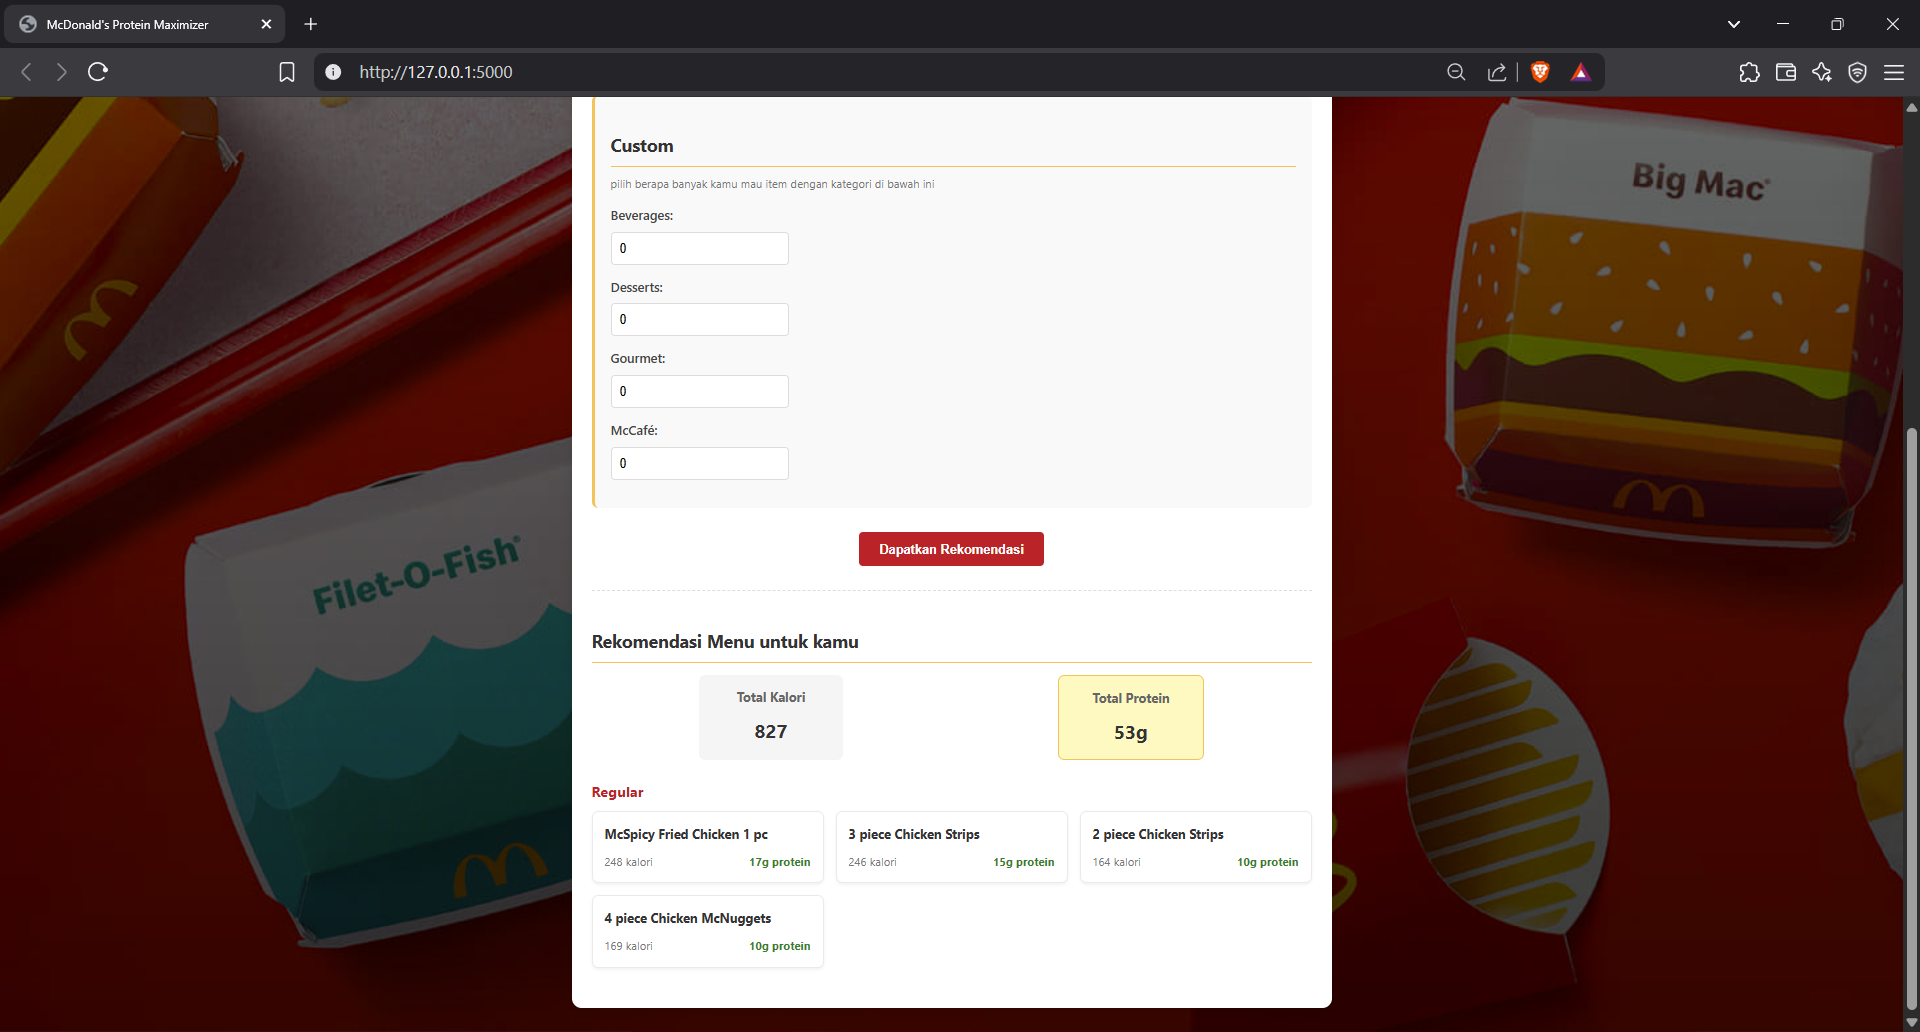 McDonald's Protein Maximizer
http://127.0.0.1:5000
Big Mac®
Filet-O-Fish®
Custom
pilih berapa banyak kamu mau item dengan kategori di bawah ini
Beverages:
0
Desserts:
0
Gourmet:
0
McCafé:
0
Dapatkan Rekomendasi
Rekomendasi Menu untuk kamu
Total Kalori
827
Total Protein
53g
Regular
McSpicy Fried Chicken 1 pc
248 kalori 17g protein
3 piece Chicken Strips
246 kalori 15g protein
2 piece Chicken Strips
164 kalori 10g protein
4 piece Chicken McNuggets
169 kalori 10g protein